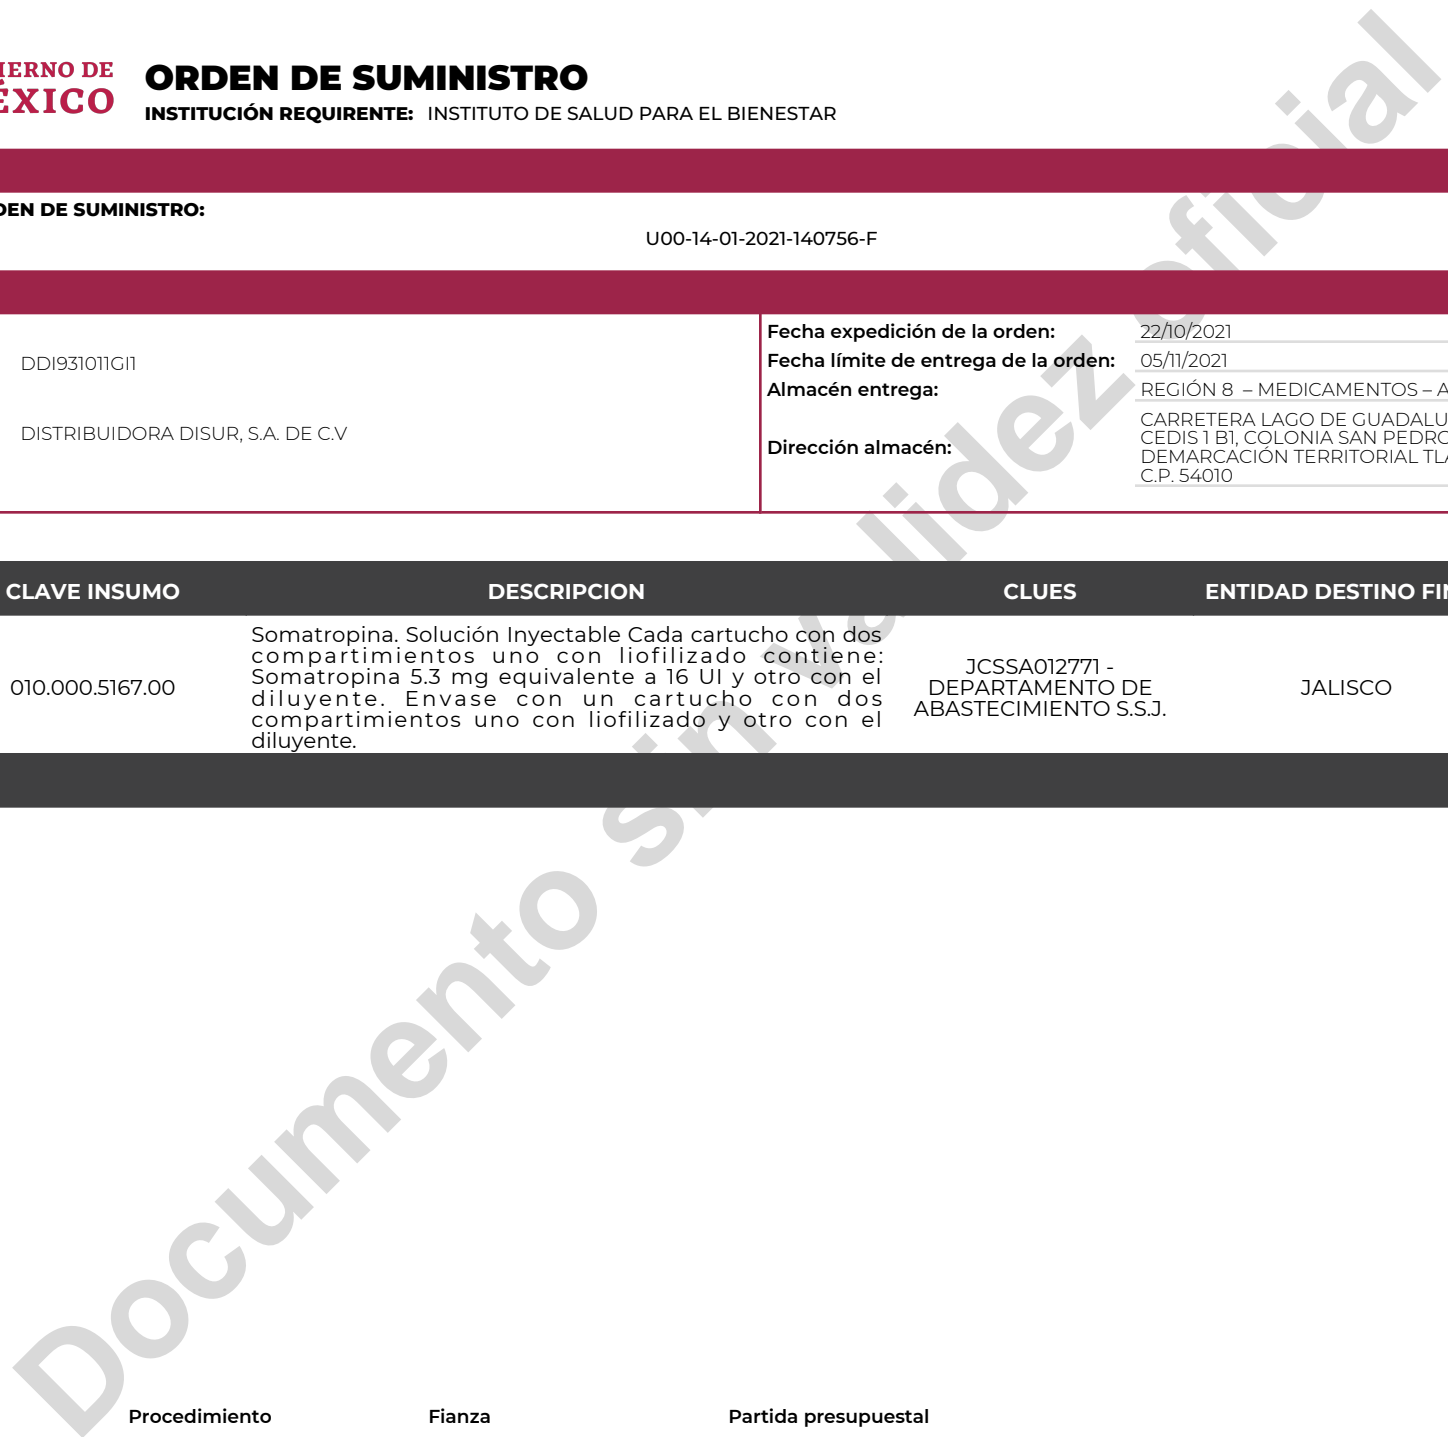 IERNO DE
ÉXICO
ORDEN DE SUMINISTRO
INSTITUCIÓN REQUIRENTE: INSTITUTO DE SALUD PARA EL BIENESTAR
DEN DE SUMINISTRO:
U00-14-01-2021-140756-F
DDI931011GI1
DISTRIBUIDORA DISUR, S.A. DE C.V
Fecha expedición de la orden: 22/10/2021
Fecha límite de entrega de la orden: 05/11/2021
Almacén entrega: REGIÓN 8 – MEDICAMENTOS – A
Dirección almacén:
CARRETERA LAGO DE GUADALU
CEDIS 1 B1, COLONIA SAN PEDRO
DEMARCACIÓN TERRITORIAL TLA
C.P. 54010
CLAVE INSUMO DESCRIPCION CLUES ENTIDAD DESTINO FIN
010.000.5167.00
Somatropina. Solución Inyectable Cada cartucho con dos
compartimientos uno con liofilizado contiene:
Somatropina 5.3 mg equivalente a 16 UI y otro con el
diluyente. Envase con un cartucho con dos
compartimientos uno con liofilizado y otro con el
diluyente.
JCSSA012771 -
DEPARTAMENTO DE
ABASTECIMIENTO S.S.J.
JALISCO
Documento sin validez oficial
Procedimiento Fianza Partida presupuestal